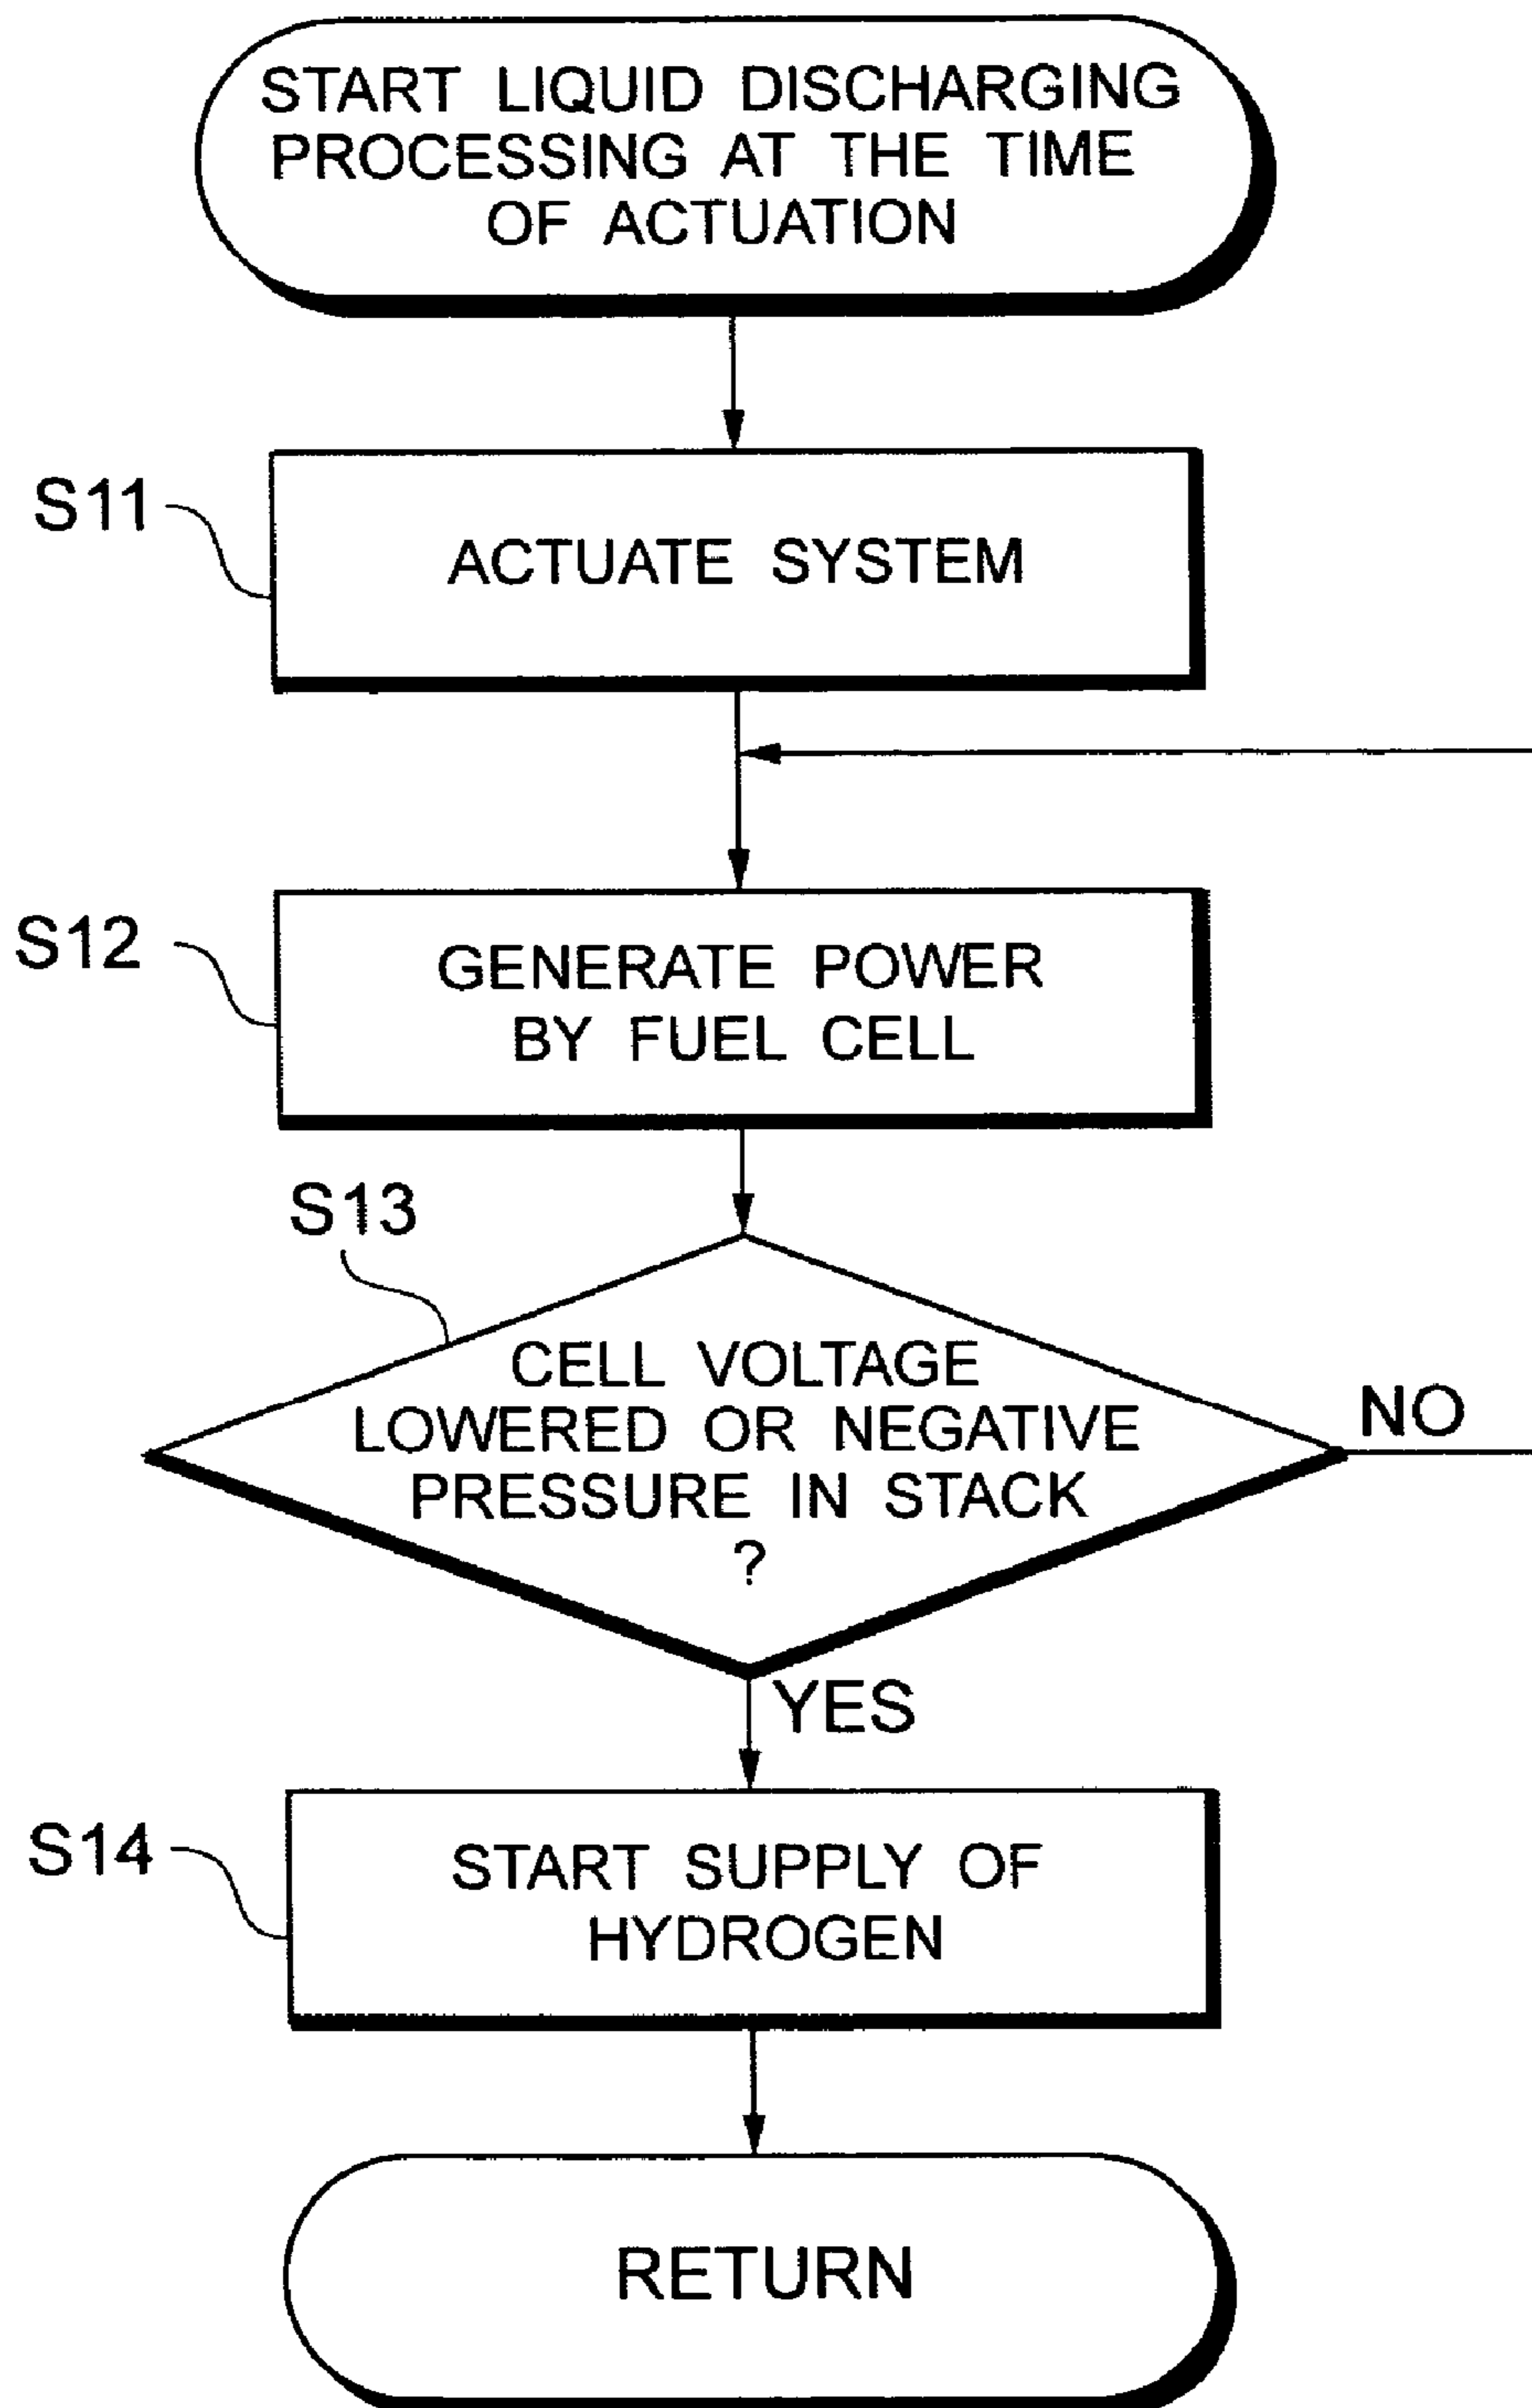 START LIQUID DISCHARGING
PROCESSING AT THE TIME
OF ACTUATION
S11
ACTUATE SYSTEM
S12
GENERATE POWER
BY FUEL CELL
S13
CELL VOLTAGE
LOWERED OR NEGATIVE
PRESSURE IN STACK
?
NO
YES
S14
START SUPPLY OF
HYDROGEN
RETURN